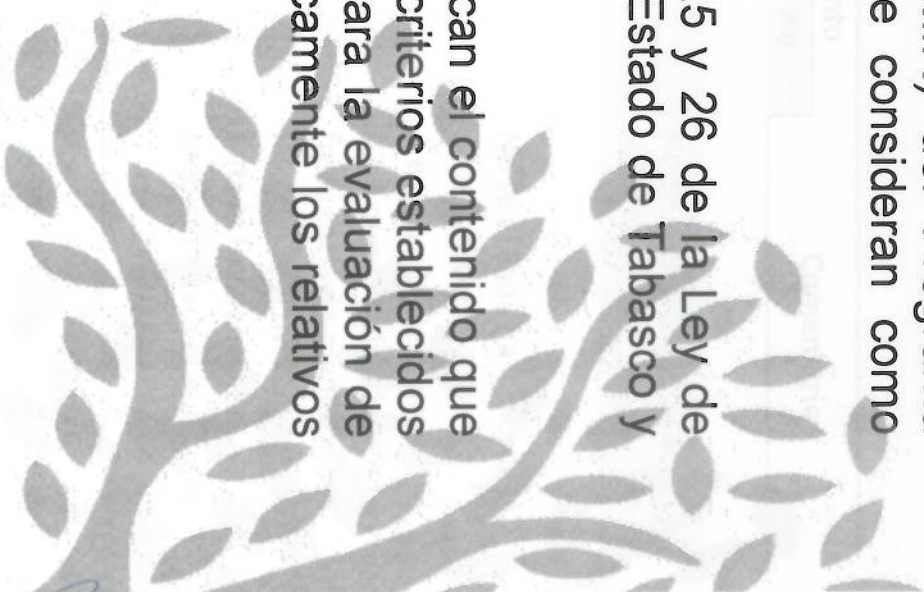 e consideran como
5 y 26 de la Ley de
Estado de Tabasco y
can el contenido que
criterios establecidos
ara la evaluación de
camente los relativos